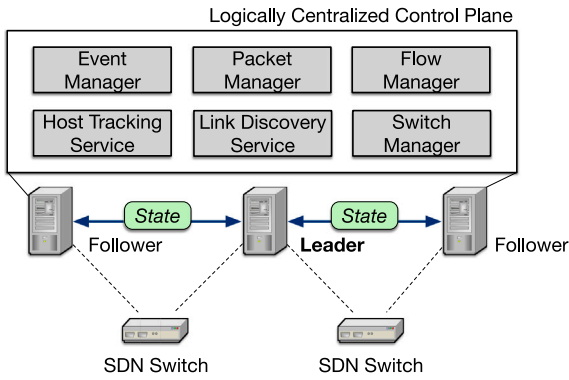 Logically Centralized Control Plane
Event Manager
Packet Manager
Flow Manager
Host Tracking Service
Link Discovery Service
Switch Manager
State
State
Follower
Leader
Follower
SDN Switch
SDN Switch